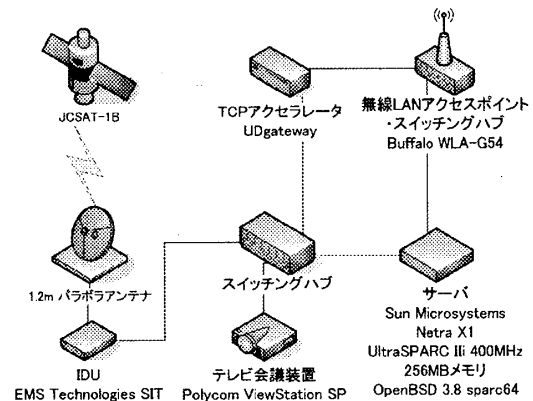 JCSAT-1B
TCPアクセラレータ
UDgateway
無線LANアクセスポイント
・スイッチングハブ
Buffalo WLA-G54
1.2m パラボラアンテナ
スイッチングハブ
サーバ
Sun Microsystems
Netra X1
UltraSPARC IIi 400MHz
256MBメモリ
OpenBSD 3.8 sparc64
IDU
EMS Technologies SIT
テレビ会議装置
Polycom ViewStation SP